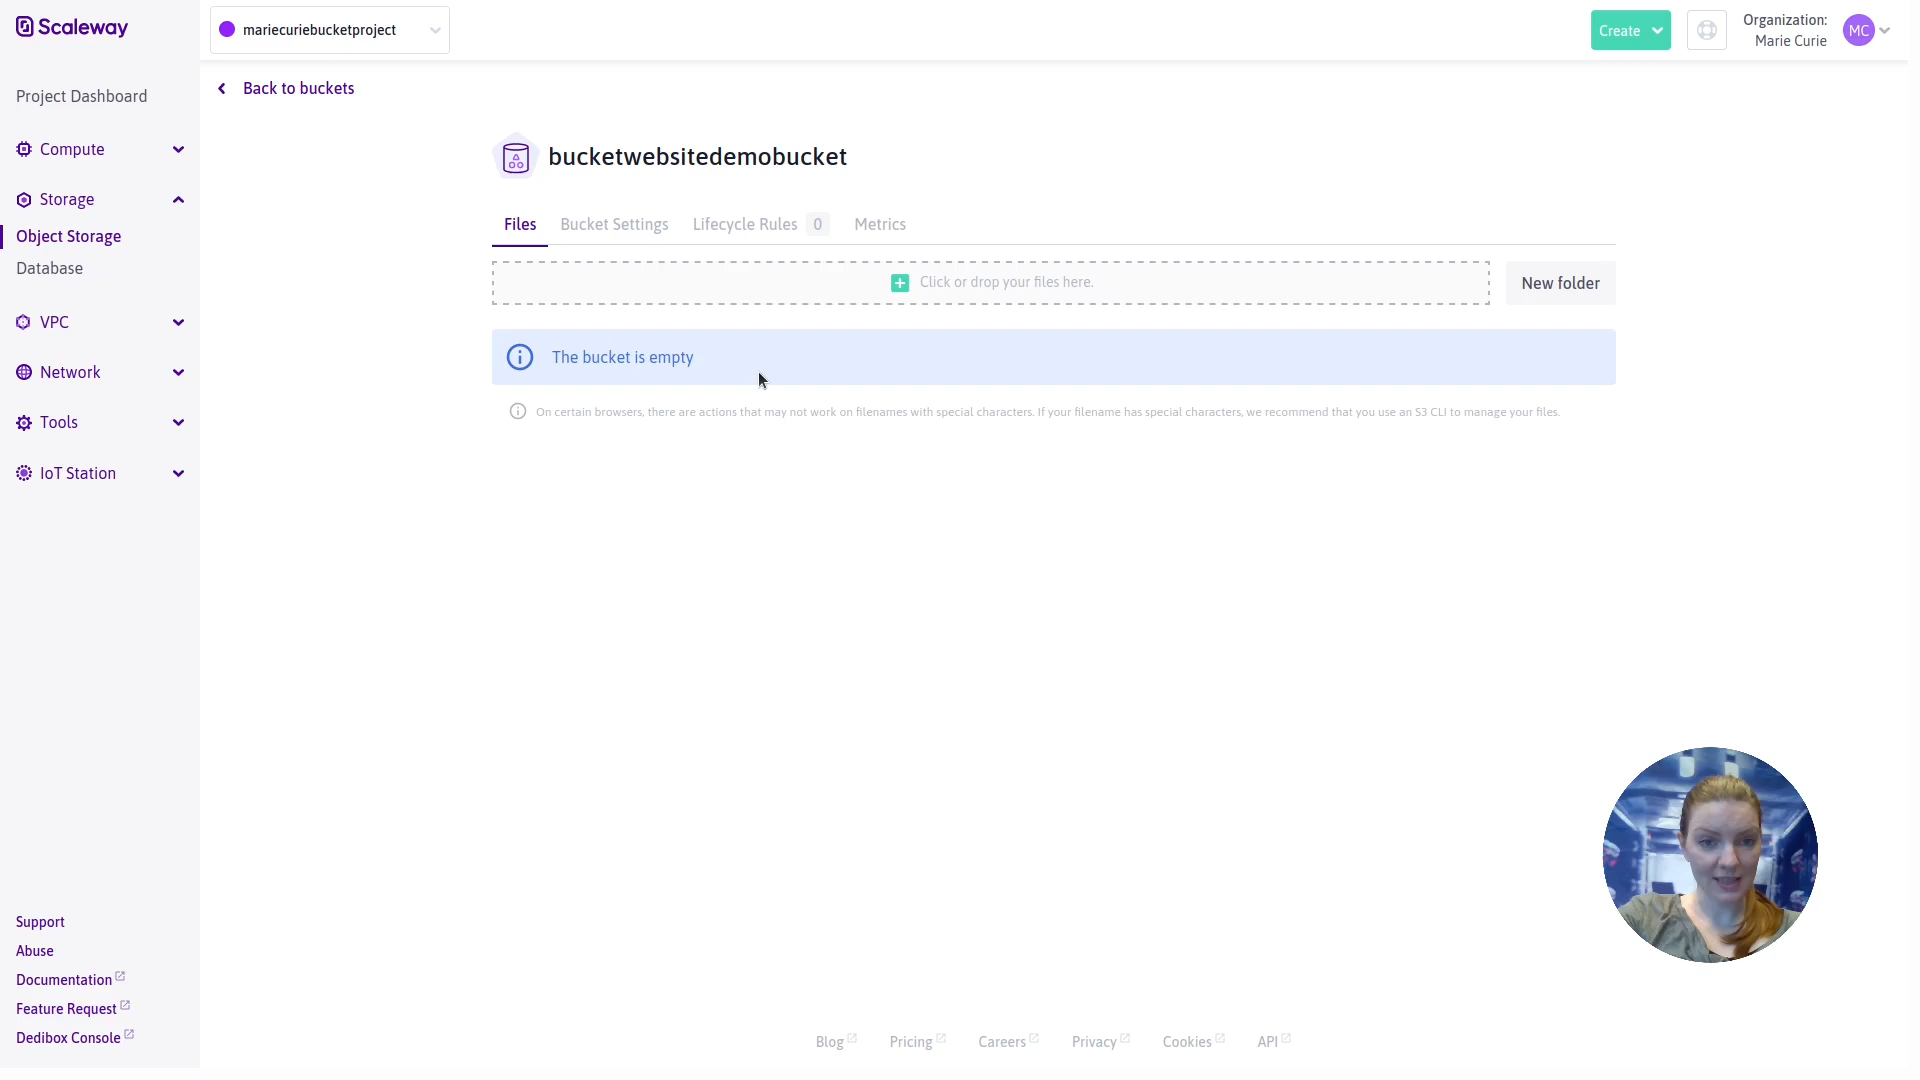 Scaleway
mariecuriebucketproject
Create
Organization:
Marie Curie
MC
Back to buckets
Project Dashboard
Compute
Storage
Object Storage
Database
VPC
Network
Tools
IoT Station
bucketwebsitedemobucket
Files Bucket Settings Lifecycle Rules 0 Metrics
Click or drop your files here.
New folder
The bucket is empty
On certain browsers, there are actions that may not work on filenames with special characters. If your filename has special characters, we recommend that you use an S3 CLI to manage your files.
Support
Abuse
Documentation
Feature Request
Dedibox Console
Blog Pricing Careers Privacy Cookies API